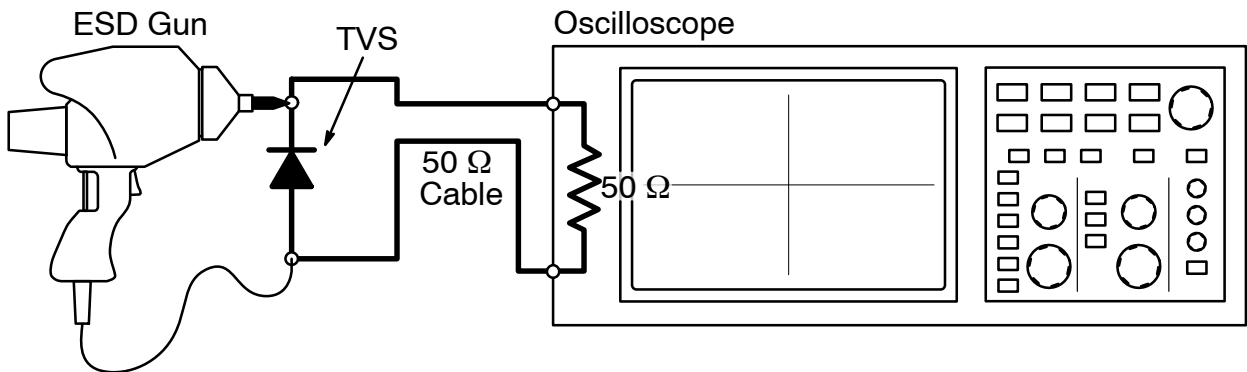 ESD Gun
TVS
Oscilloscope
50 Ω
Cable
50 Ω